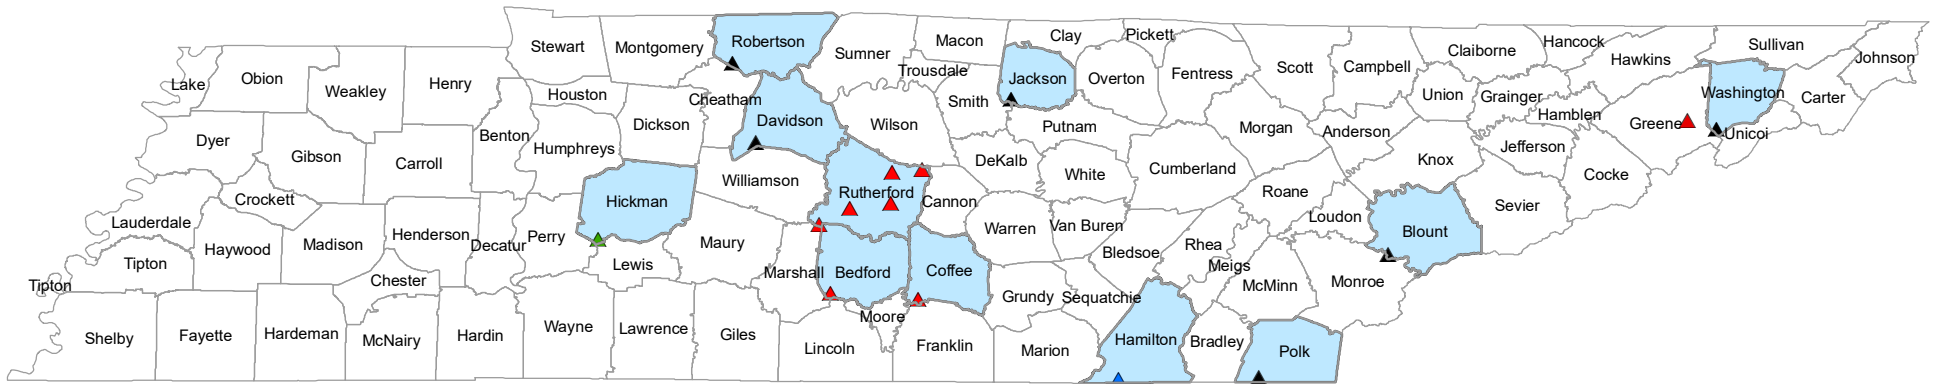 Stewart
Montgomery
Robertson
Sumner
Macon
Clay
Pickett
Claiborne
Hancock
Hawkins
Sullivan
Johnson
Lake
Obion
Weakley
Henry
Houston
Cheatham
Trousdale
Smith
Jackson
Overton
Fentress
Scott
Campbell
Union
Grainger
Hamblen
Washington
Carter
Dyer
Gibson
Carroll
Benton
Humphreys
Dickson
Davidson
Wilson
Putnam
Morgan
Anderson
Greene
Unicoi
Crockett
Williamson
DeKalb
White
Cumberland
Knox
Jefferson
Cocke
Lauderdale
Haywood
Madison
Henderson
Decatur
Perry
Hickman
Maury
Rutherford
Cannon
Warren
Van Buren
Roane
Loudon
Blount
Sevier
Tipton
Tipton
Chester
Lewis
Marshall
Bedford
Coffee
Grundy
Sequatchie
Bledsoe
Rhea
Meigs
McMinn
Monroe
Shelby
Fayette
Hardeman
McNairy
Hardin
Wayne
Lawrence
Giles
Lincoln
Moore
Franklin
Marion
Hamilton
Bradley
Polk